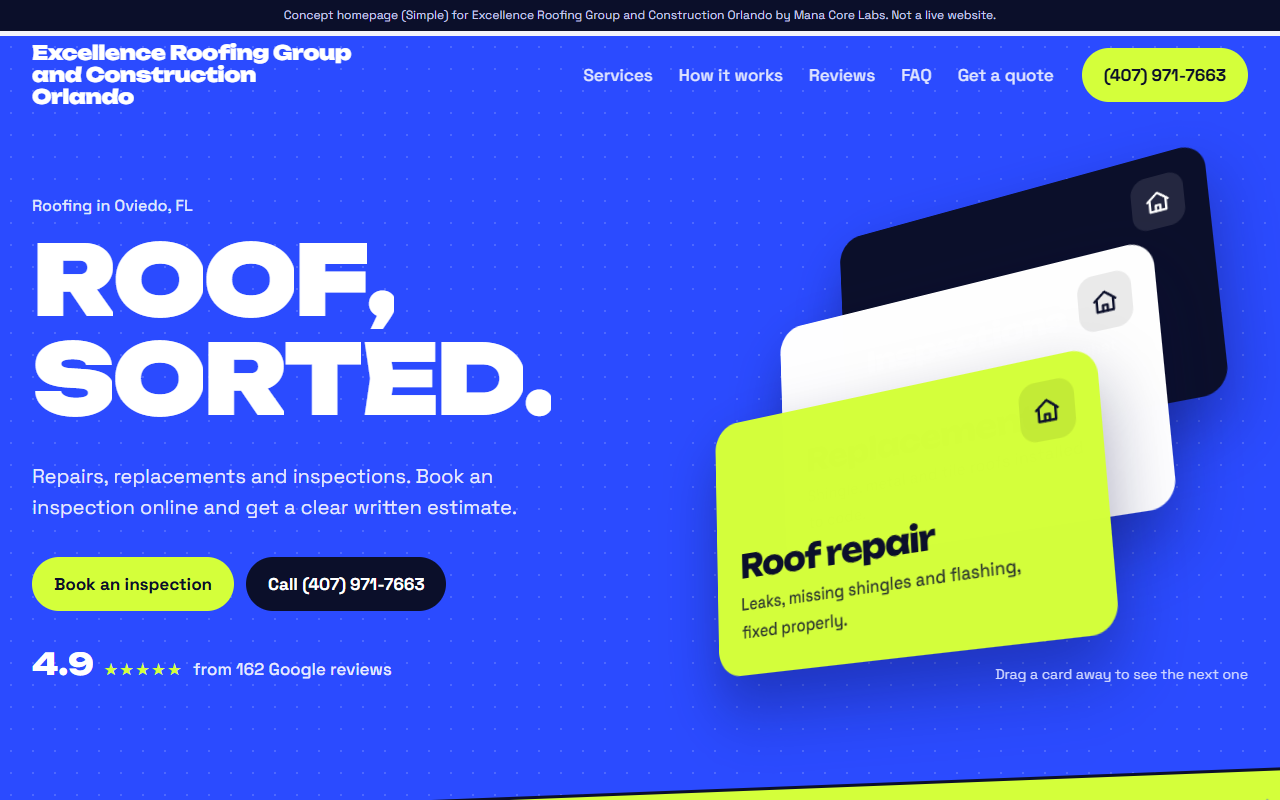 Concept homepage (Simple) for Excellence Roofing Group and Construction Orlando by Mana Core Labs. Not a live website.
Excellence Roofing Group
and Construction
Orlando
Services
How it works
Reviews
FAQ
Get a quote
(407) 971-7663
Roofing in Oviedo, FL
ROOF,
SORTED.
Repairs, replacements and inspections. Book an
inspection online and get a clear written estimate.
Book an inspection
Call (407) 971-7663
4.9 ★★★★★ from 162 Google reviews
Roof repair
Leaks, missing shingles and flashing,
fixed properly.
Drag a card away to see the next one